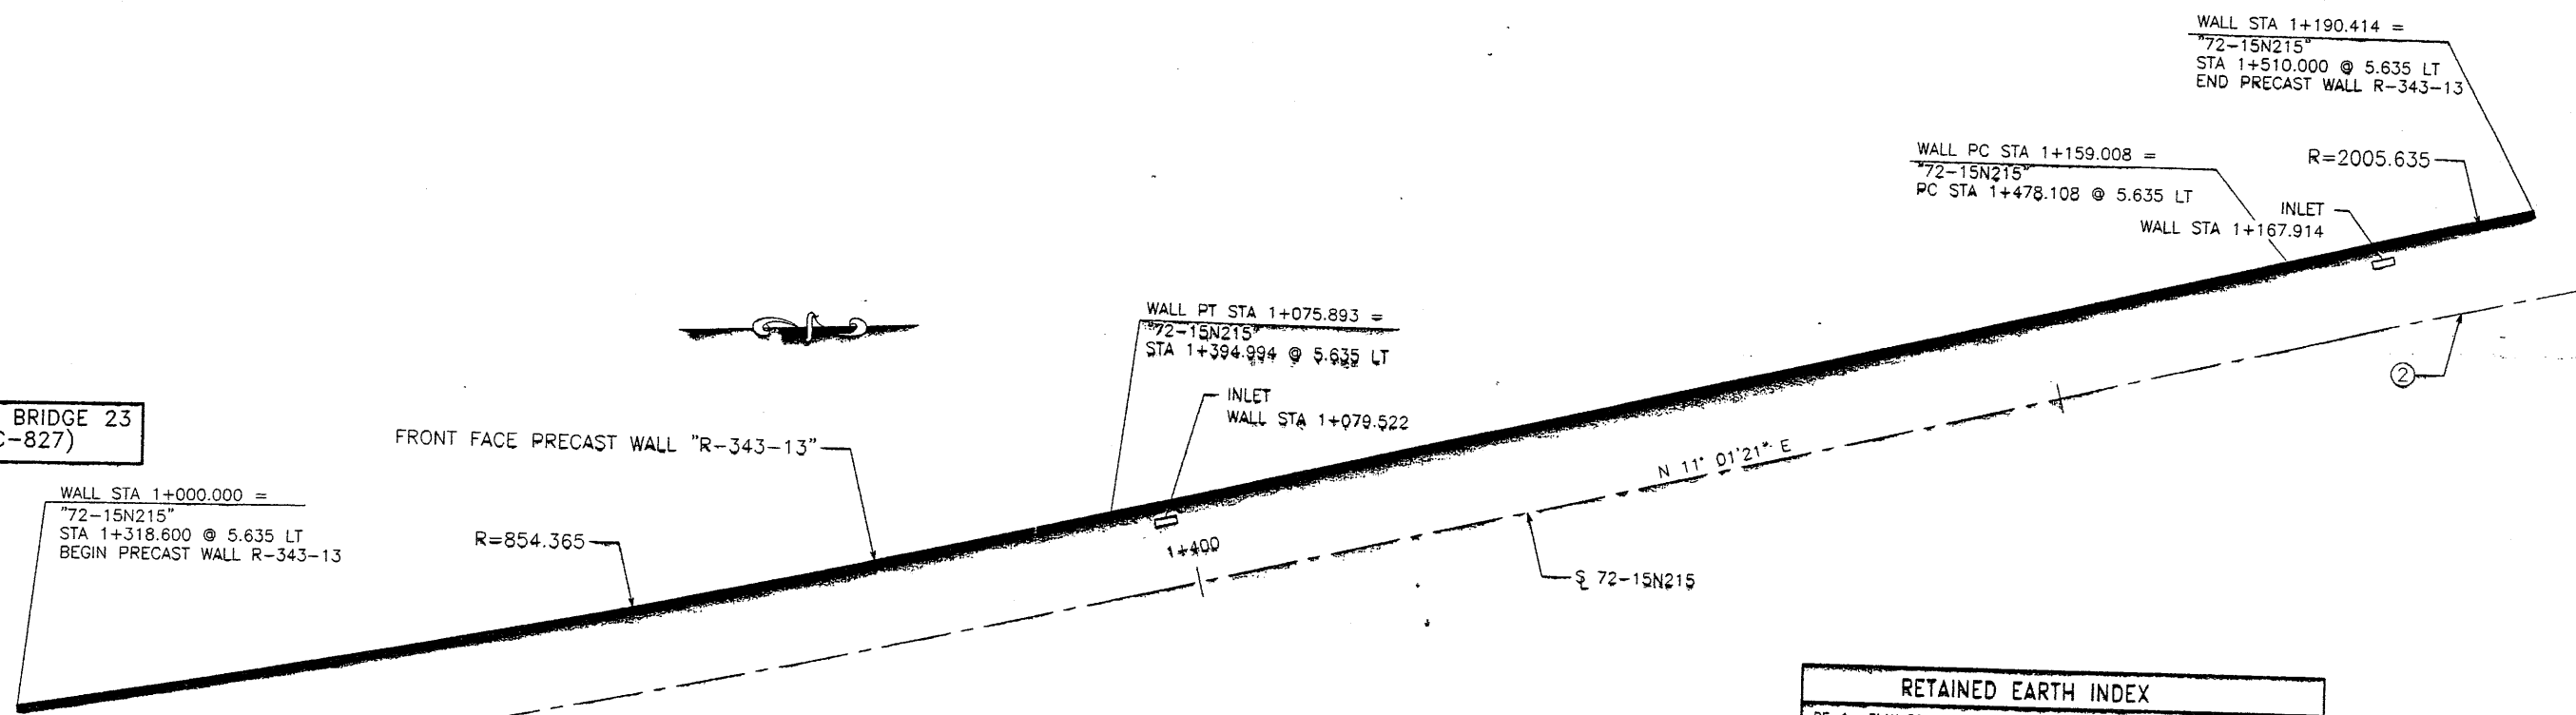 WALL STA 1+190.414 =
"72-15N215"
STA 1+510.000 @ 5.635 LT
END PRECAST WALL R-343-13
WALL PC STA 1+159.008 =
"72-15N215"
PC STA 1+478.108 @ 5.635 LT
R=2005.635
INLET
WALL STA 1+167.914
WALL PT STA 1+075.893 =
"72-15N215"
STA 1+394.994 @ 5.635 LT
INLET
WALL STA 1+079.522
2
BRIDGE 23
C-827)
FRONT FACE PRECAST WALL "R-343-13"
N 11° 01'21" E
WALL STA 1+000.000 =
"72-15N215"
STA 1+318.600 @ 5.635 LT
BEGIN PRECAST WALL R-343-13
R=854.365
1+400
℄ 72-15N215
RETAINED EARTH INDEX